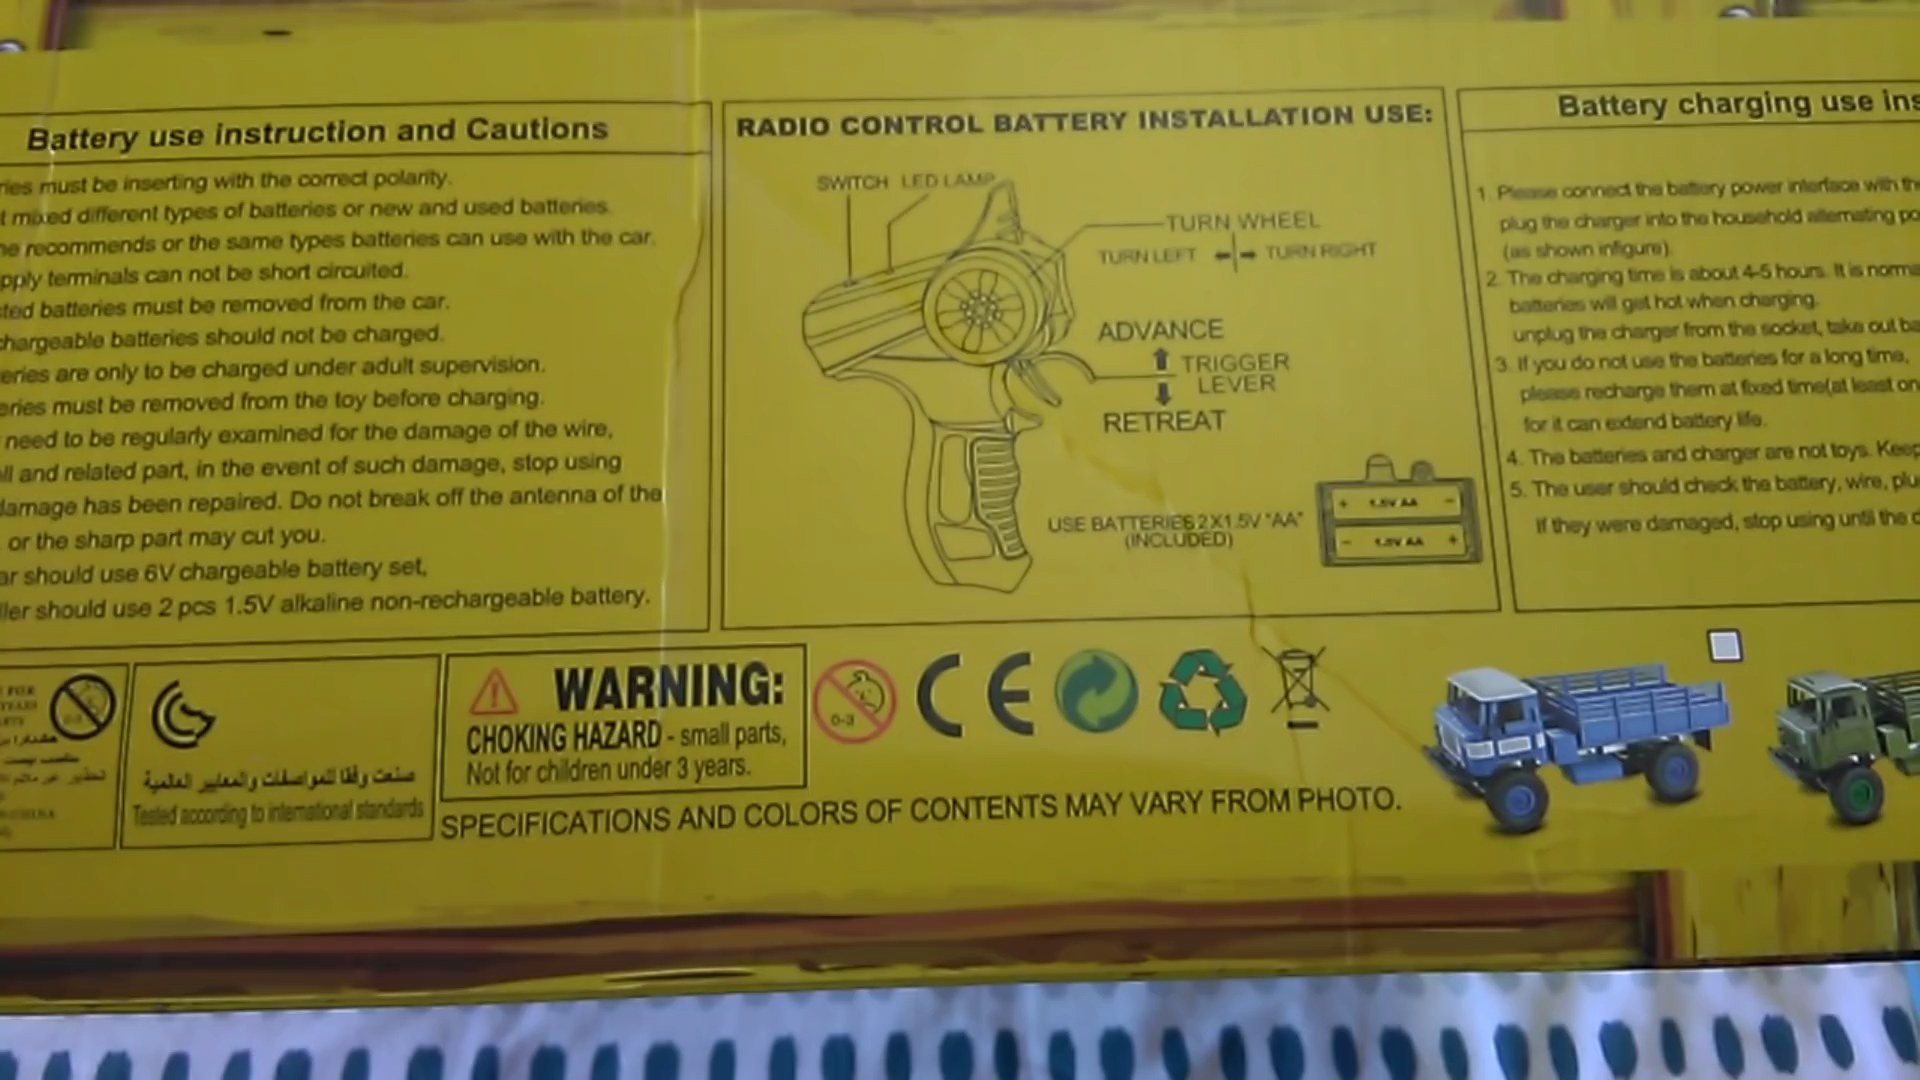 Battery use instruction and Cautions
ries must be inserting with the correct polarity.
t mixed different types of batteries or new and used batteries.
he recommends or the same types batteries can use with the car.
pply terminals can not be short circuited.
sted batteries must be removed from the car.
chargeable batteries should not be charged.
eries are only to be charged under adult supervision.
eries must be removed from the toy before charging.
need to be regularly examined for the damage of the wire,
ll and related part, in the event of such damage, stop using
damage has been repaired. Do not break off the antenna of the
or the sharp part may cut you.
ar should use 6V chargeable battery set,
ller should use 2 pcs 1.5V alkaline non-rechargeable battery.
RADIO CONTROL BATTERY INSTALLATION USE:
SWITCH LED LAMP
TURN WHEEL
TURN LEFT TURN RIGHT
ADVANCE
TRIGGER
LEVER
RETREAT
USE BATTERIES 2X1.5V "AA"
(INCLUDED)
+ 1.5V AA -
- 1.5V AA +
Battery charging use ins
1. Please connect the battery power interface with the
plug the charger into the household alternating po
(as shown infigure).
2. The charging time is about 4-5 hours. It is norma
batteries will get hot when charging.
unplug the charger from the socket, take out ba
3. If you do not use the batteries for a long time,
please recharge them at fixed time(at least on
for it can extend battery life.
4. The batteries and charger are not toys. Keep
5. The user should check the battery, wire, plu
If they were damaged, stop using until the d
FOR
YEARS
صنعت وفقا للمواصفات والمعايير العالمية
Tested according to international standards
WARNING:
CHOKING HAZARD - small parts,
Not for children under 3 years.
0-3
CE
SPECIFICATIONS AND COLORS OF CONTENTS MAY VARY FROM PHOTO.